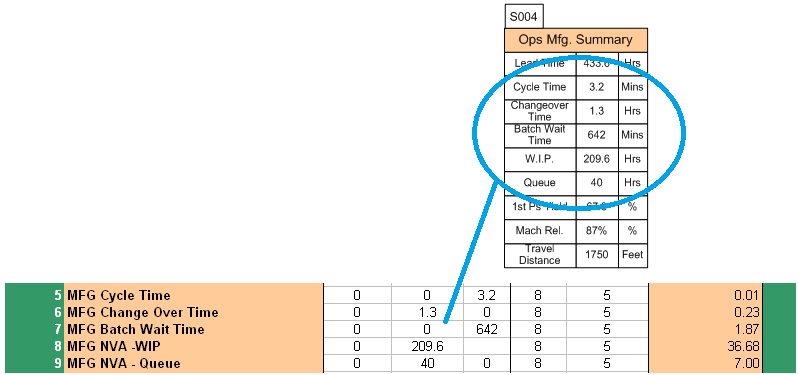 S004
Ops Mfg. Summary
Lead Time 433.6 Hrs
Cycle Time 3.2 Mins
Changeover
Time 1.3 Hrs
Batch Wait
Time 642 Mins
W.I.P. 209.6 Hrs
Queue 40 Hrs
1st Ps Yield %
Mach Rel. 87% %
Travel
Distance 1750 Feet
5 MFG Cycle Time 0 0 3.2 8 5 0.01
6 MFG Change Over Time 0 1.3 0 8 5 0.23
7 MFG Batch Wait Time 0 0 642 8 5 1.87
8 MFG NVA -WIP 0 209.6 8 5 36.68
9 MFG NVA - Queue 0 40 0 8 5 7.00